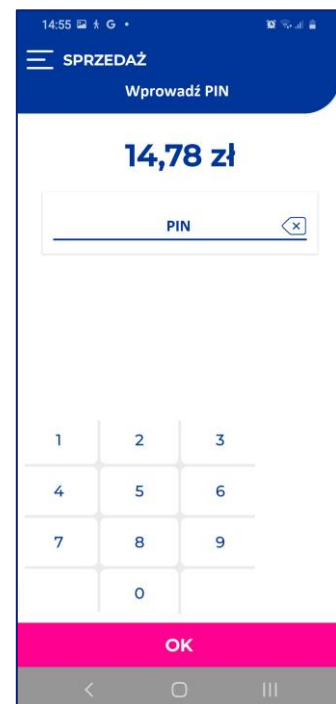 14:55 G
SPRZEDAŻ
Wprowadź PIN
14,78 zł
PIN
1 2 3
4 5 6
7 8 9
0
OK